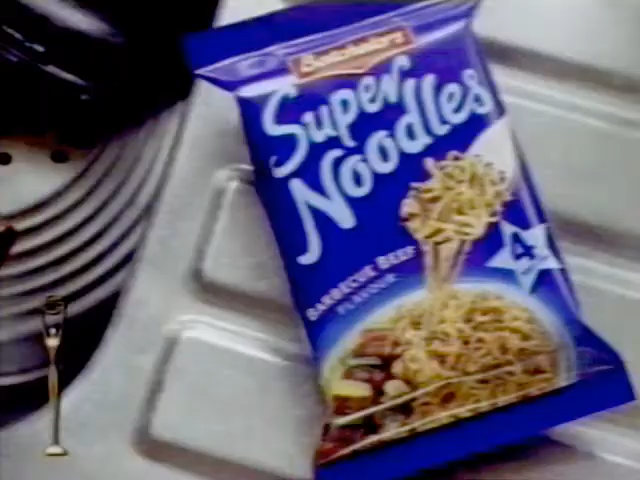 Batchelors
Super
Noodles
BARBECUE BEEF
FLAVOUR
4